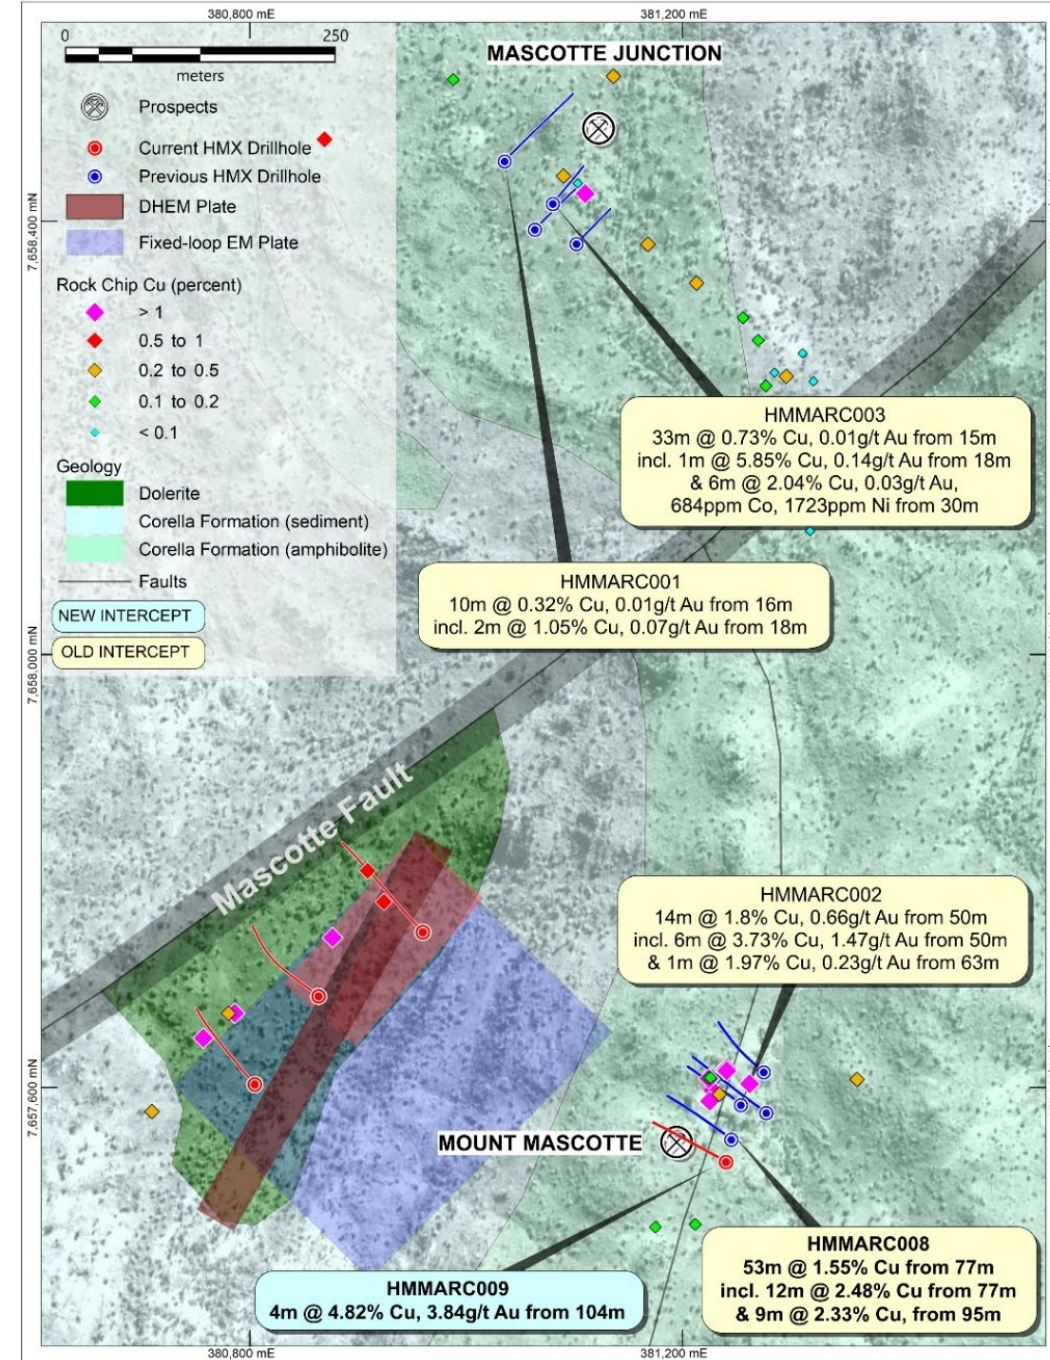 380,800 mE
381,200 mE
0
250
meters
Prospects
Current HMX Drillhole
Previous HMX Drillhole
DHEM Plate
Fixed-loop EM Plate
Rock Chip Cu (percent)
> 1
0.5 to 1
0.2 to 0.5
0.1 to 0.2
< 0.1
Geology
Dolerite
Corella Formation (sediment)
Corella Formation (amphibolite)
Faults
NEW INTERCEPT
OLD INTERCEPT
7,658,400 mN
7,658,000 mN
7,657,600 mN
MASCOTTE JUNCTION
HMMARC003
33m @ 0.73% Cu, 0.01g/t Au from 15m
incl. 1m @ 5.85% Cu, 0.14g/t Au from 18m
& 6m @ 2.04% Cu, 0.03g/t Au,
684ppm Co, 1723ppm Ni from 30m
HMMARC001
10m @ 0.32% Cu, 0.01g/t Au from 16m
incl. 2m @ 1.05% Cu, 0.07g/t Au from 18m
Mascotte Fault
HMMARC002
14m @ 1.8% Cu, 0.66g/t Au from 50m
incl. 6m @ 3.73% Cu, 1.47g/t Au from 50m
& 1m @ 1.97% Cu, 0.23g/t Au from 63m
MOUNT MASCOTTE
HMMARC008
53m @ 1.55% Cu from 77m
incl. 12m @ 2.48% Cu from 77m
& 9m @ 2.33% Cu, from 95m
HMMARC009
4m @ 4.82% Cu, 3.84g/t Au from 104m
380,800 mE
381,200 mE